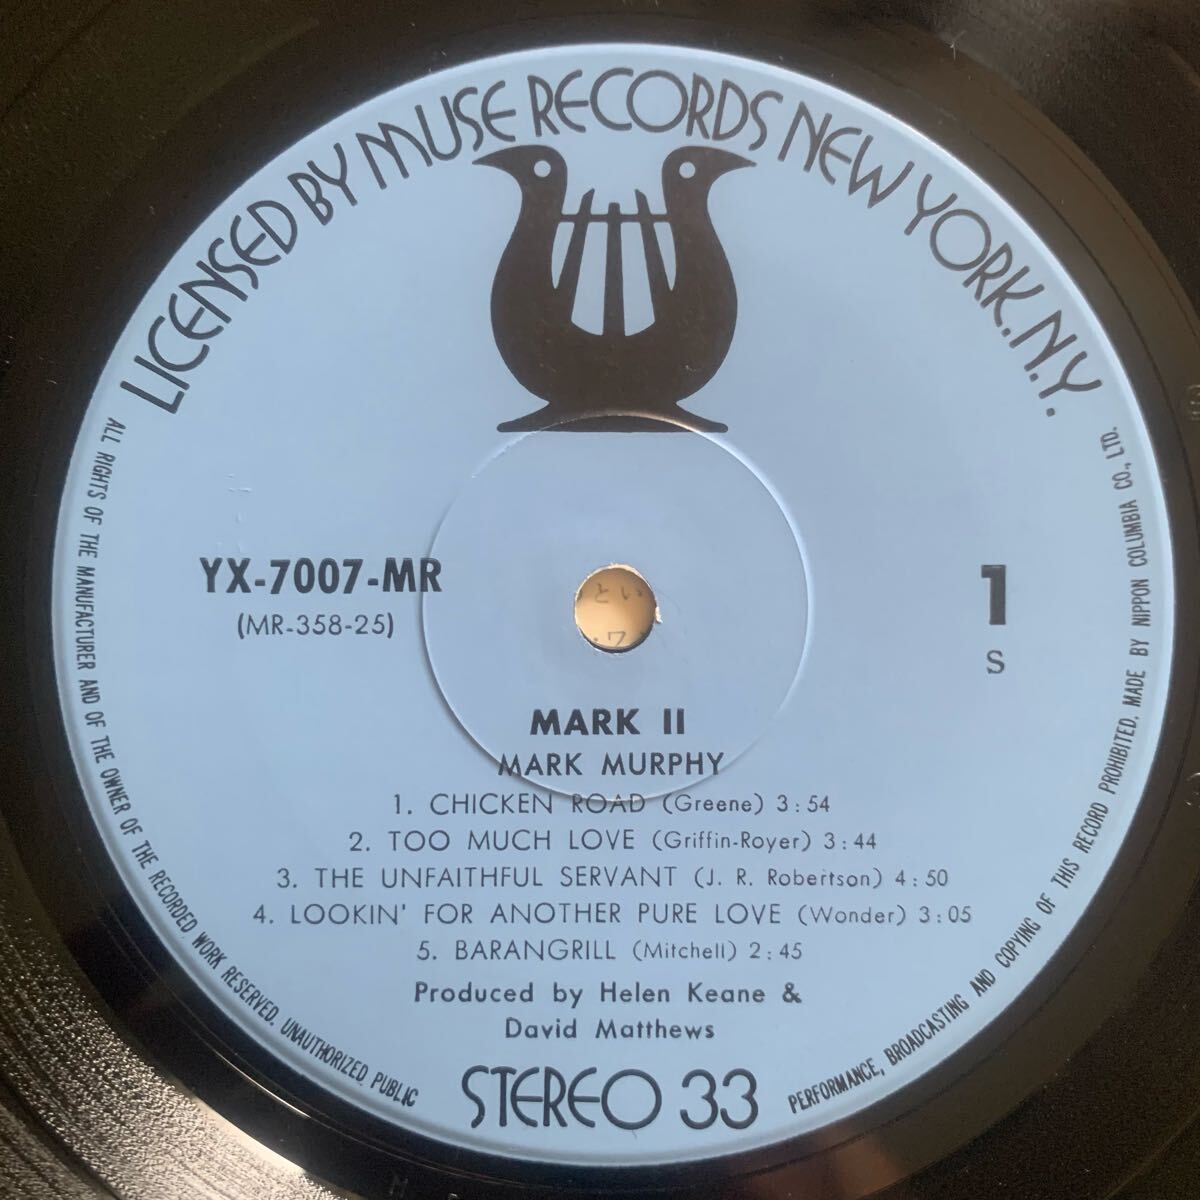 LICENSED BY MUSE RECORDS NEW YORK. N.Y.
YX-7007-MR
(MR-358-25)
1
S
とい
MARK II
MARK MURPHY
1. CHICKEN ROAD (Greene) 3:54
2. TOO MUCH LOVE (Griffin-Royer) 3:44
3. THE UNFAITHFUL SERVANT (J. R. Robertson) 4:50
4. LOOKIN' FOR ANOTHER PURE LOVE (Wonder) 3:05
5. BARANGRILL (Mitchell) 2:45
Produced by Helen Keane &
David Matthews
STEREO 33
ALL RIGHTS OF THE MANUFACTURER AND OF THE OWNER OF THE RECORDED WORK RESERVED. UNAUTHORIZED PUBLIC PERFORMANCE, BROADCASTING AND COPYING OF THIS RECORD PROHIBITED. MADE BY NIPPON COLUMBIA CO., LTD.